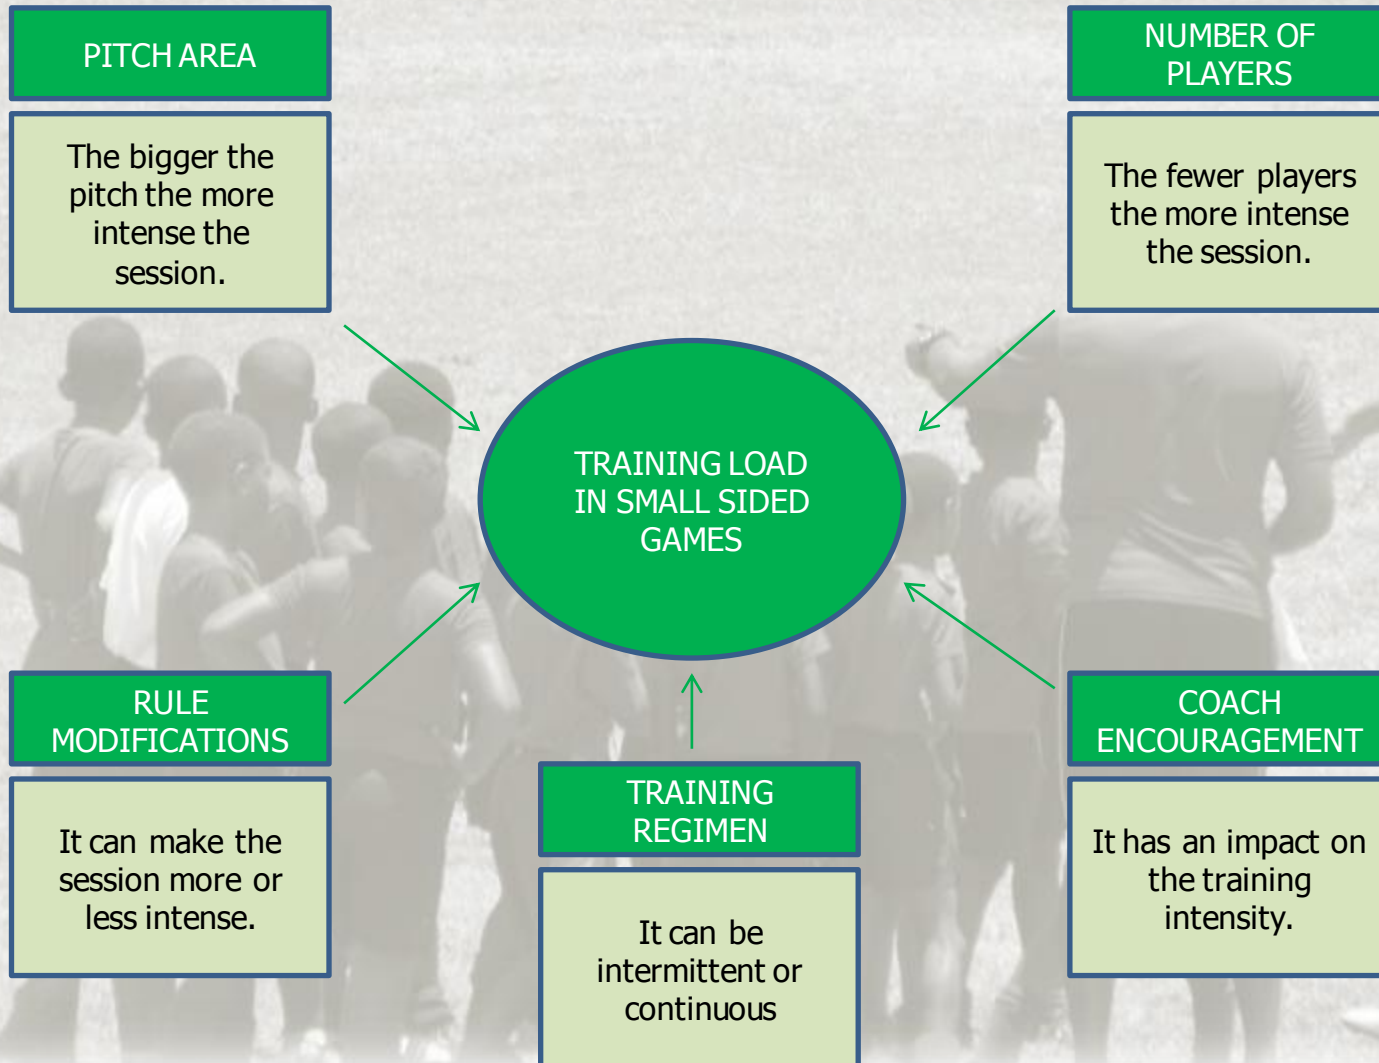 PITCH AREA
The bigger the
pitch the more
intense the
session.
NUMBER OF
PLAYERS
The fewer players
the more intense
the session.
TRAINING LOAD
IN SMALL SIDED
GAMES
RULE
MODIFICATIONS
It can make the
session more or
less intense.
TRAINING
REGIMEN
It can be
intermittent or
continuous
COACH
ENCOURAGEMENT
It has an impact on
the training
intensity.